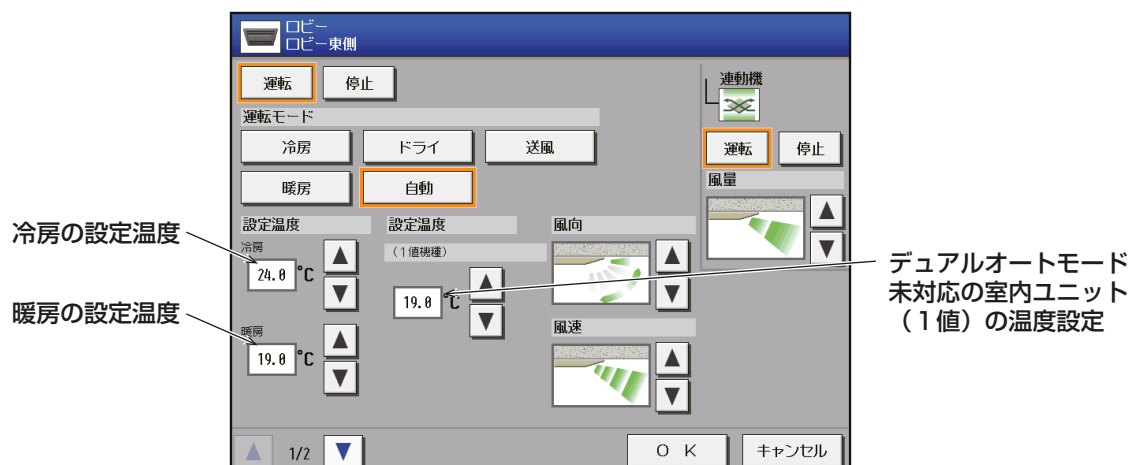 ロビー
ロビー東側
運転
停止
運転モード
冷房
ドライ
送風
暖房
自動
連動機
運転
停止
風量
設定温度
冷房
24.0
°C
暖房
19.0
°C
設定温度
(1値機種)
19.0
℃
風向
風速
1/2
O K
キャンセル
冷房の設定温度
暖房の設定温度
デュアルオートモード
未対応の室内ユニット
(1値)の温度設定